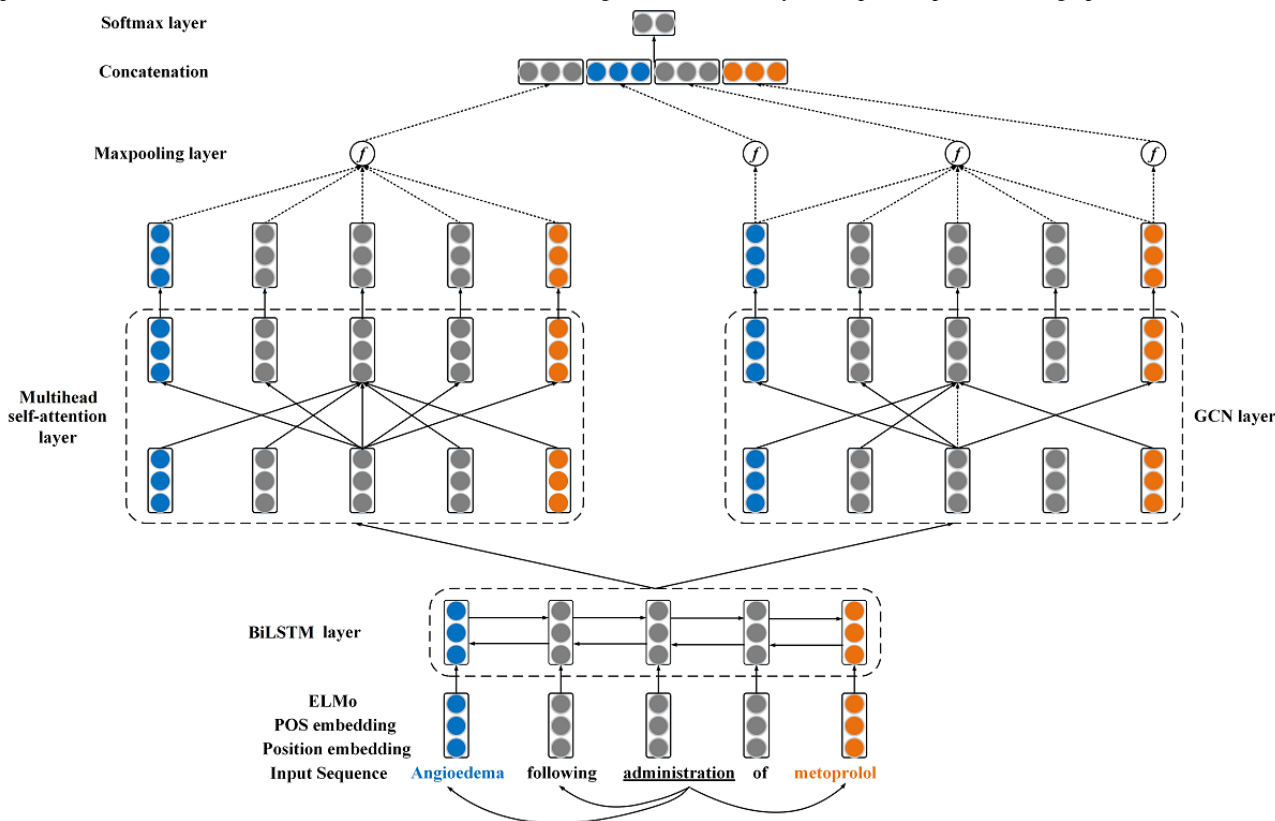 Softmax layer
Concatenation
Maxpooling layer
f
f
f
f
Multihead
self-attention
layer
GCN layer
BiLSTM layer
ELMo
POS embedding
Position embedding
Input Sequence Angioedema following administration of metoprolol